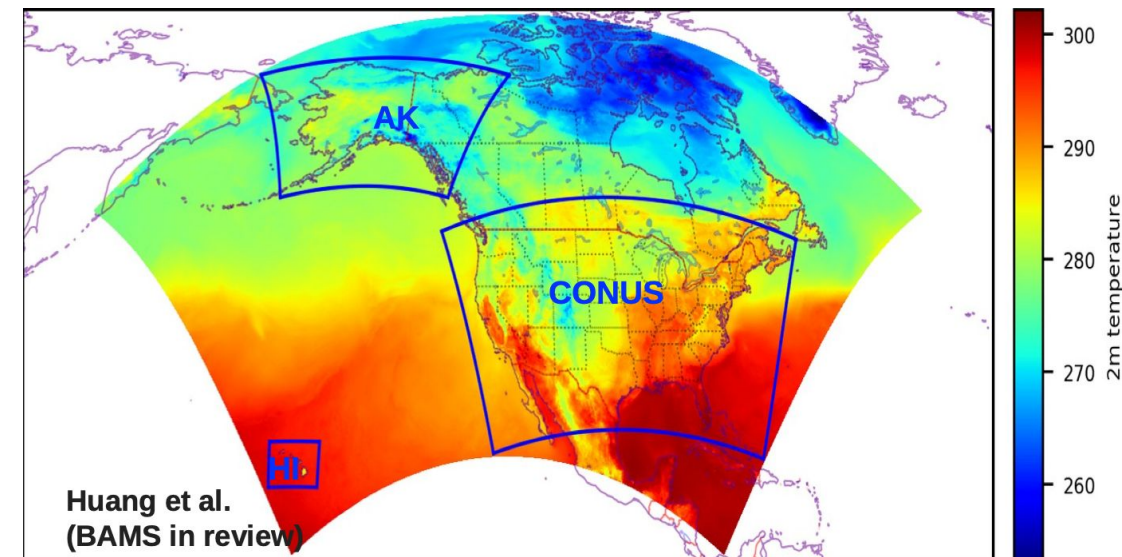 AK
CONUS
HI
Huang et al.
(BAMS in review)
300
290
280
270
260
2m temperature